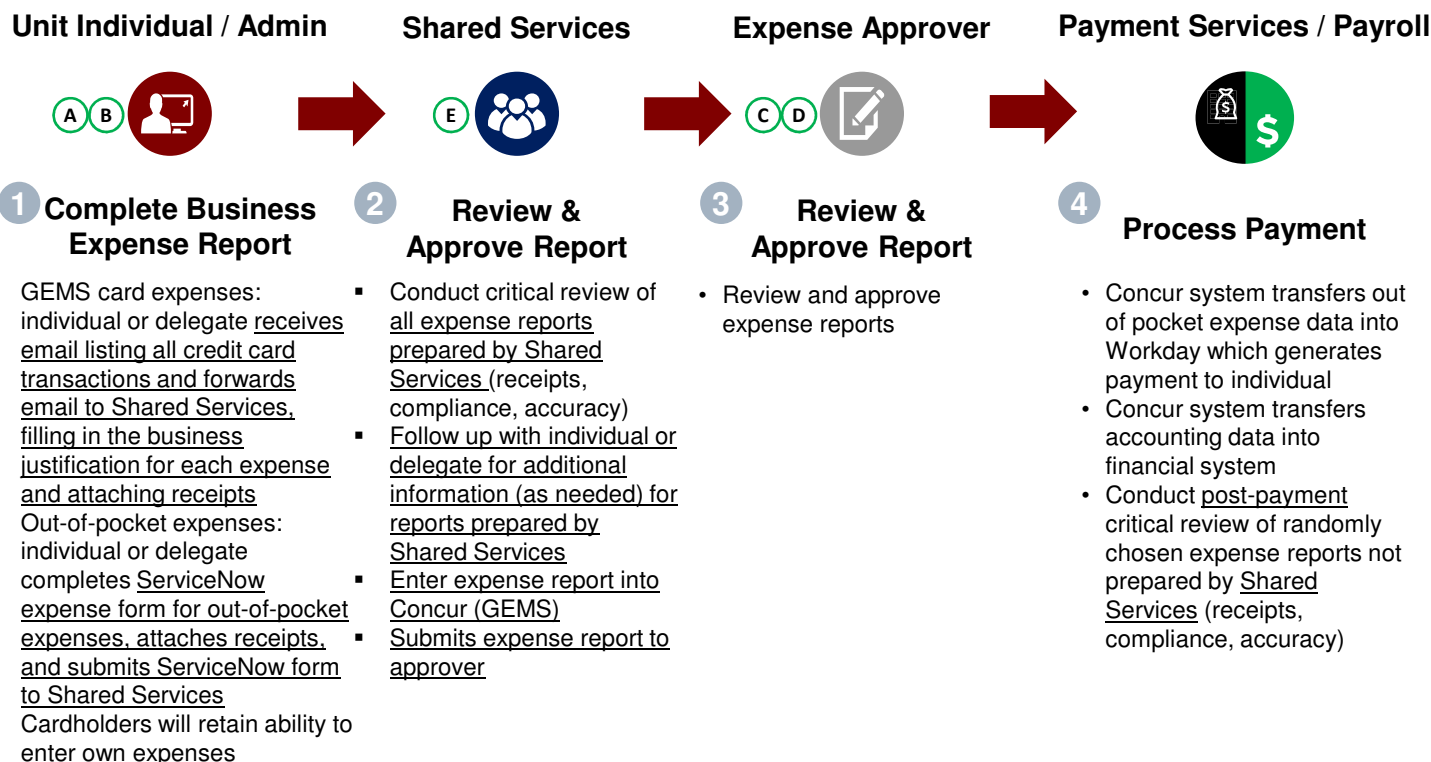 Unit Individual / Admin
Shared Services
Expense Approver
Payment Services / Payroll
A B
E
C D
$
$
1
Complete Business
Expense Report
2
Review &
Approve Report
3
Review &
Approve Report
4
Process Payment
GEMS card expenses:
individual or delegate receives
email listing all credit card
transactions and forwards
email to Shared Services,
filling in the business
justification for each expense
and attaching receipts
Out-of-pocket expenses:
individual or delegate
completes ServiceNow
expense form for out-of-pocket
expenses, attaches receipts,
and submits ServiceNow form
to Shared Services
Cardholders will retain ability to
enter own expenses
▪ Conduct critical review of
all expense reports
prepared by Shared
Services (receipts,
compliance, accuracy)
▪ Follow up with individual or
delegate for additional
information (as needed) for
reports prepared by
Shared Services
▪ Enter expense report into
Concur (GEMS)
▪ Submits expense report to
approver
• Review and approve
expense reports
• Concur system transfers out
of pocket expense data into
Workday which generates
payment to individual
• Concur system transfers
accounting data into
financial system
• Conduct post-payment
critical review of randomly
chosen expense reports not
prepared by Shared
Services (receipts,
compliance, accuracy)